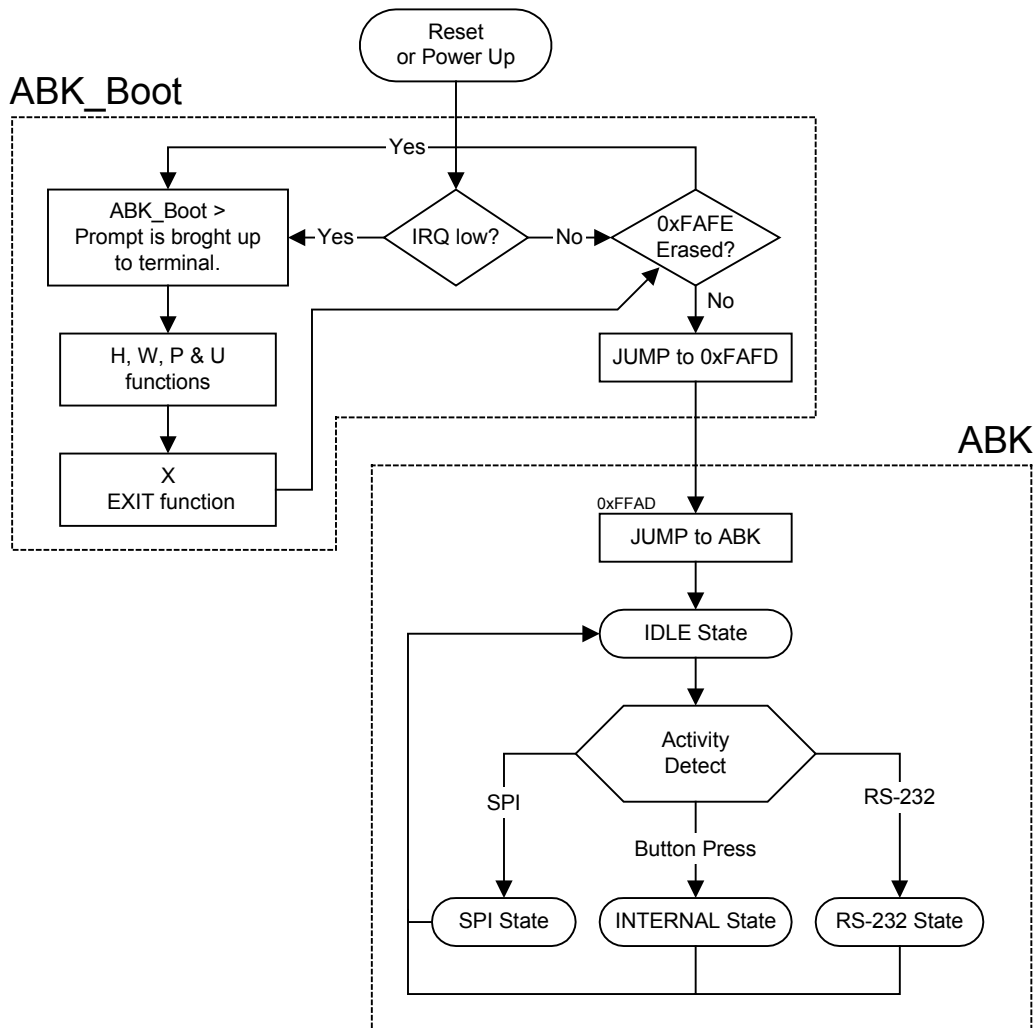 Reset
or Power Up
ABK_Boot
Yes
ABK_Boot >
Prompt is broght up
to terminal.
Yes
IRQ low?
No
0xFAFE
Erased?
No
H, W, P & U
functions
JUMP to 0xFAFD
X
EXIT function
ABK
0xFFAD
JUMP to ABK
IDLE State
Activity
Detect
SPI
RS-232
Button Press
SPI State
INTERNAL State
RS-232 State